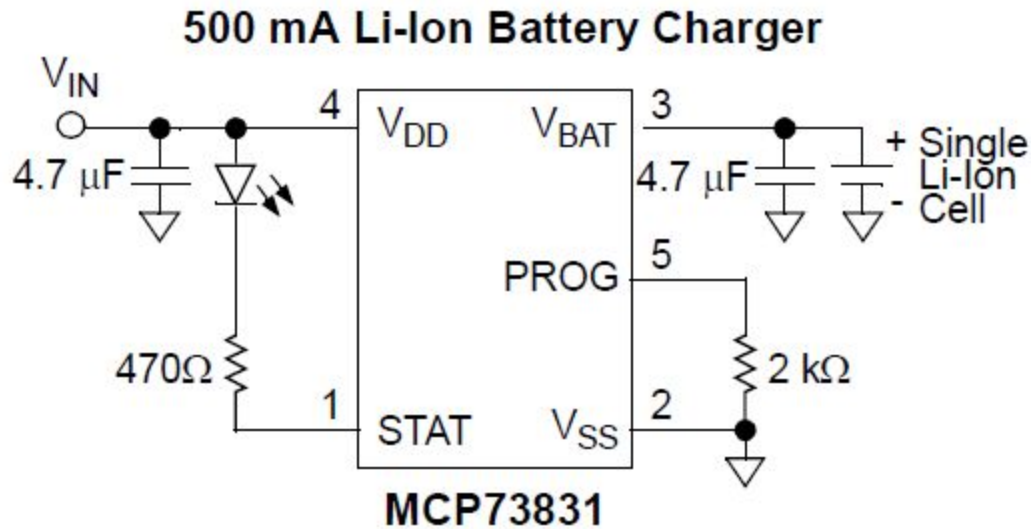 500 mA Li-Ion Battery Charger
VIN
4
VDD
VBAT
3
4.7 μF
4.7 μF
+ Single
Li-Ion
- Cell
PROG
5
470Ω
2 kΩ
1
STAT
VSS
2
MCP73831